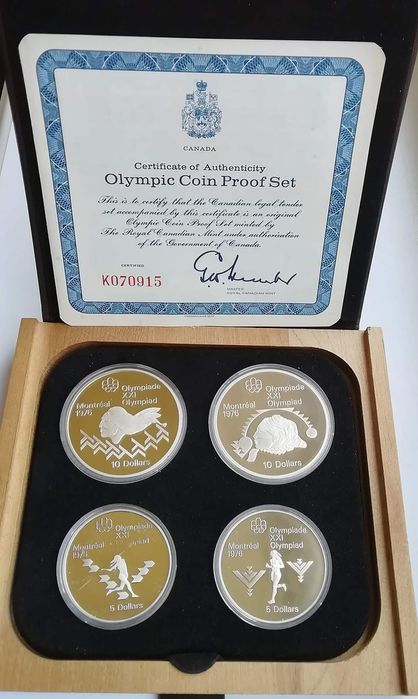 CANADA
Certificate of Authenticity
Olympic Coin Proof Set
This is to certify that the Canadian legal tender
set accompanied by this certificate is an original
Olympic Coin Proof Set minted by
The Royal Canadian Mint under authorization
of the Government of Canada.
CERTIFIED
K070915
MASTER
ROYAL CANADIAN MINT
Olympiade
XXI
Olympiad
Montréal
1976
10 Dollars
Olympiade
XXI
Olympiad
Montréal
1976
10 Dollars
Olympiade
XXI
Montréal
1976
5 Dollars
Olympiade
XXI
Olympiad
Montréal
1976
5 Dollars